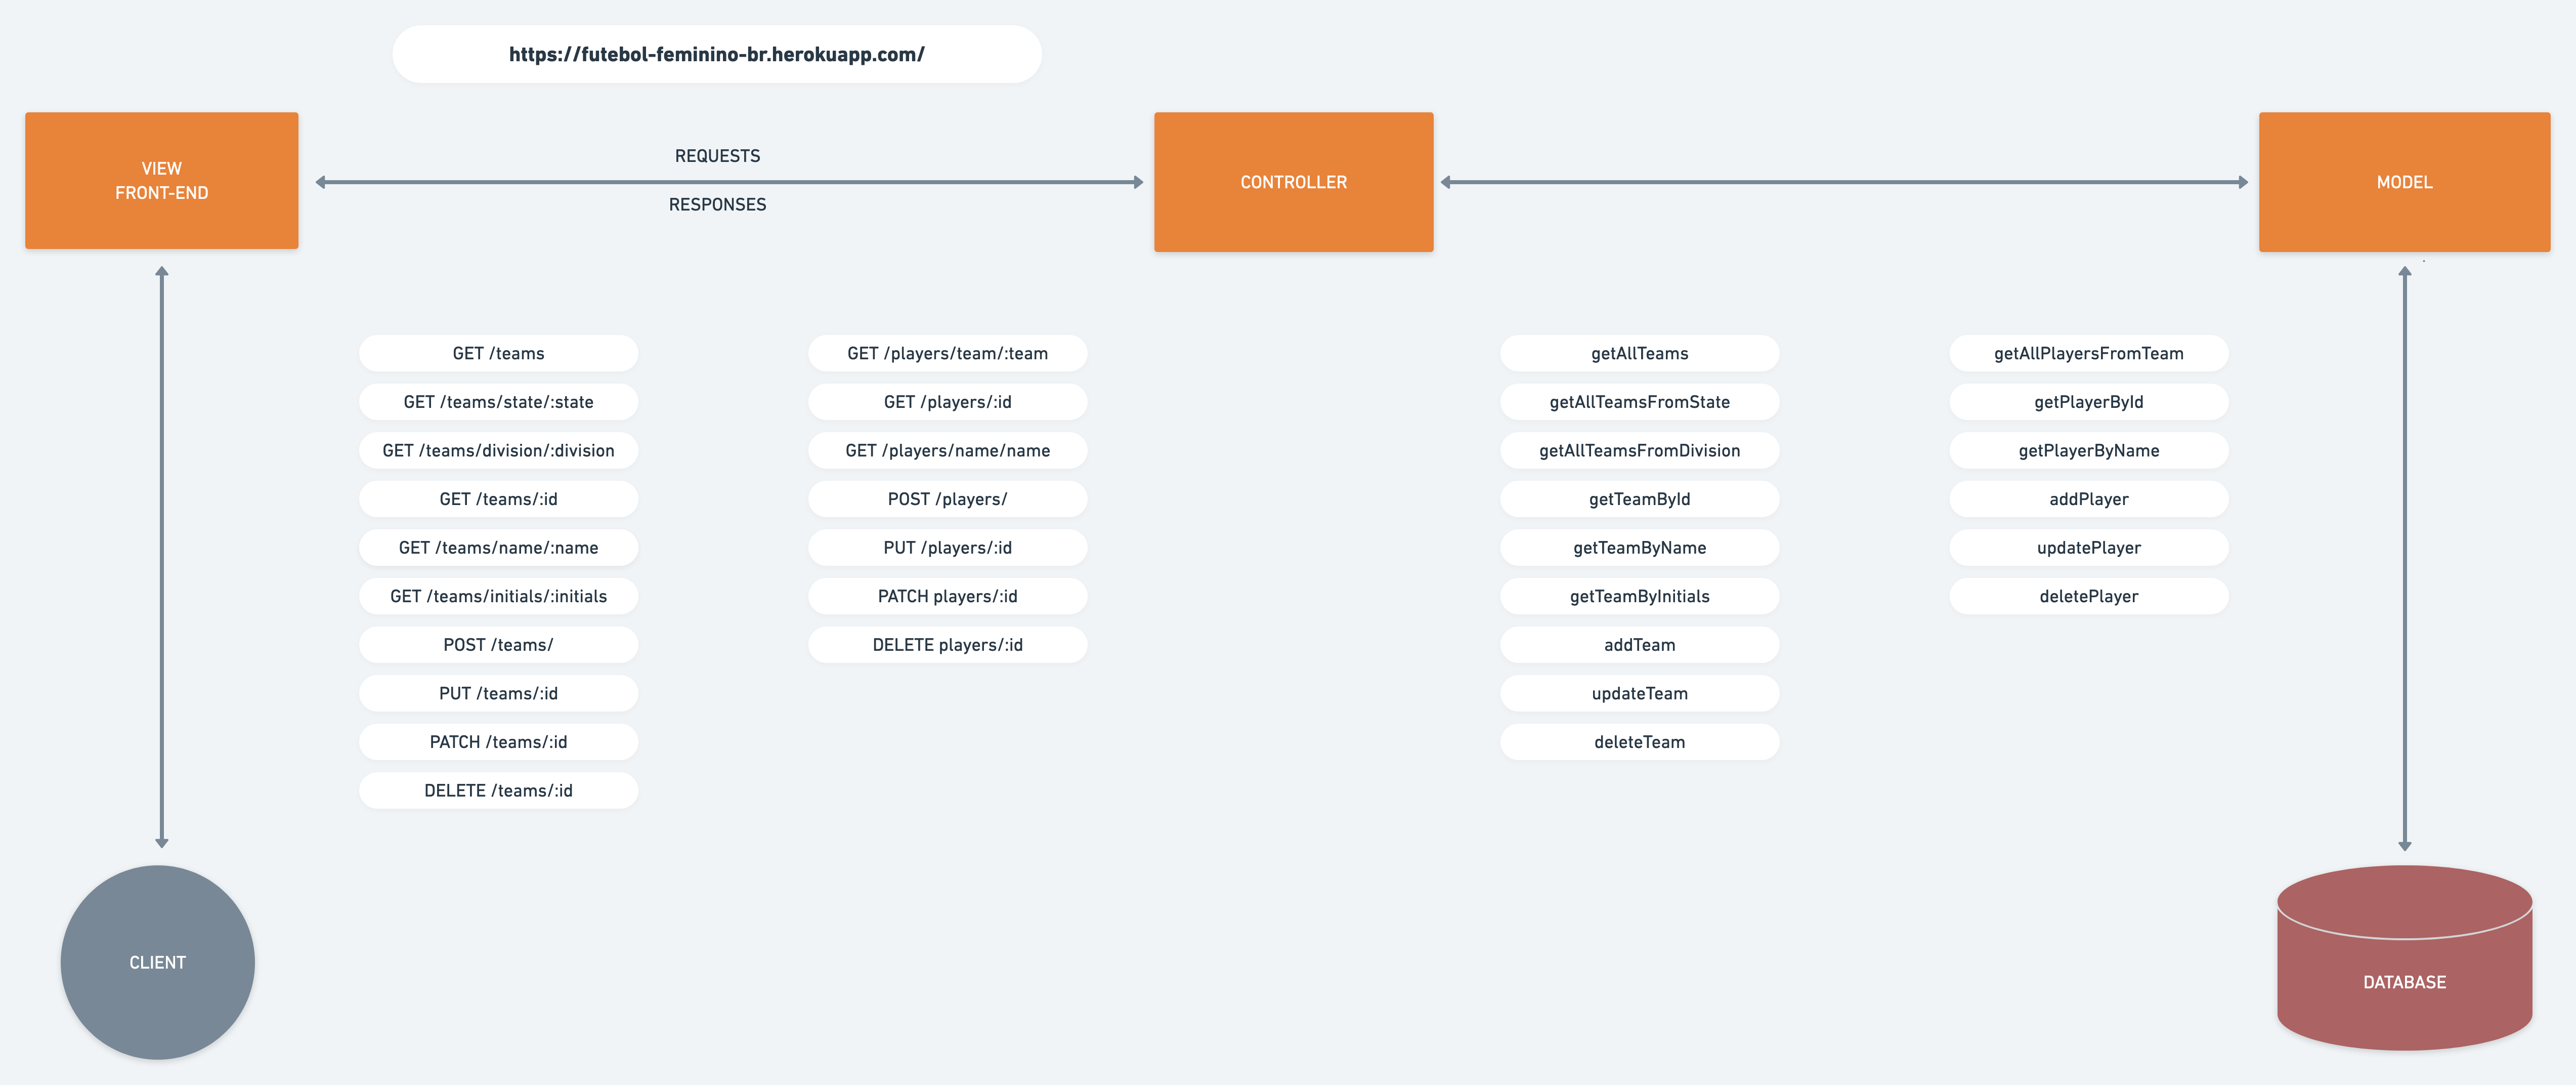 https://futebol-feminino-br.herokuapp.com/
VIEW
FRONT-END
REQUESTS
RESPONSES
CONTROLLER
MODEL
GET /teams
GET /teams/state/:state
GET /teams/division/:division
GET /teams/:id
GET /teams/name/:name
GET /teams/initials/:initials
POST /teams/
PUT /teams/:id
PATCH /teams/:id
DELETE /teams/:id
GET /players/team/:team
GET /players/:id
GET /players/name/name
POST /players/
PUT /players/:id
PATCH players/:id
DELETE players/:id
getAllTeams
getAllTeamsFromState
getAllTeamsFromDivision
getTeamById
getTeamByName
getTeamByInitials
addTeam
updateTeam
deleteTeam
getAllPlayersFromTeam
getPlayerById
getPlayerByName
addPlayer
updatePlayer
deletePlayer
CLIENT
DATABASE